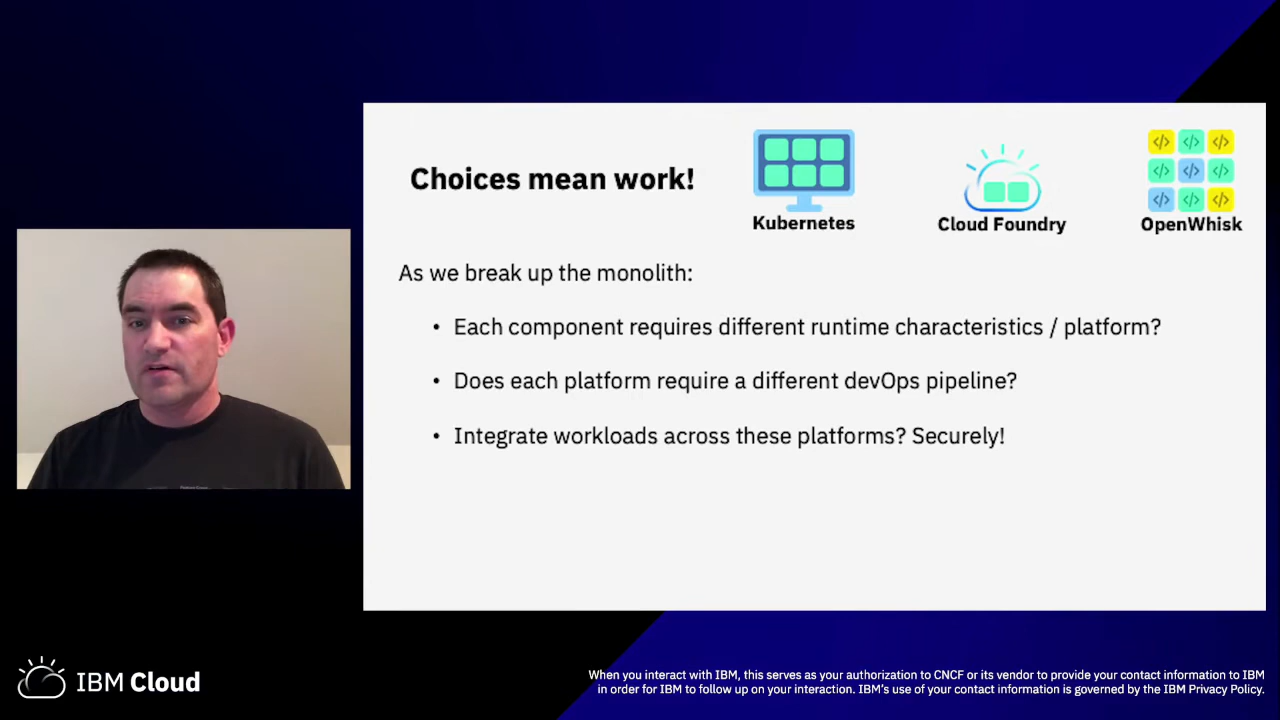 Choices mean work!
Kubernetes
Cloud Foundry
OpenWhisk
As we break up the monolith:
• Each component requires different runtime characteristics / platform?
• Does each platform require a different devOps pipeline?
• Integrate workloads across these platforms? Securely!
IBM Cloud
When you interact with IBM, this serves as your authorization to CNCF or its vendor to provide your contact information to IBM
in order for IBM to follow up on your interaction. IBM's use of your contact information is governed by the IBM Privacy Policy.